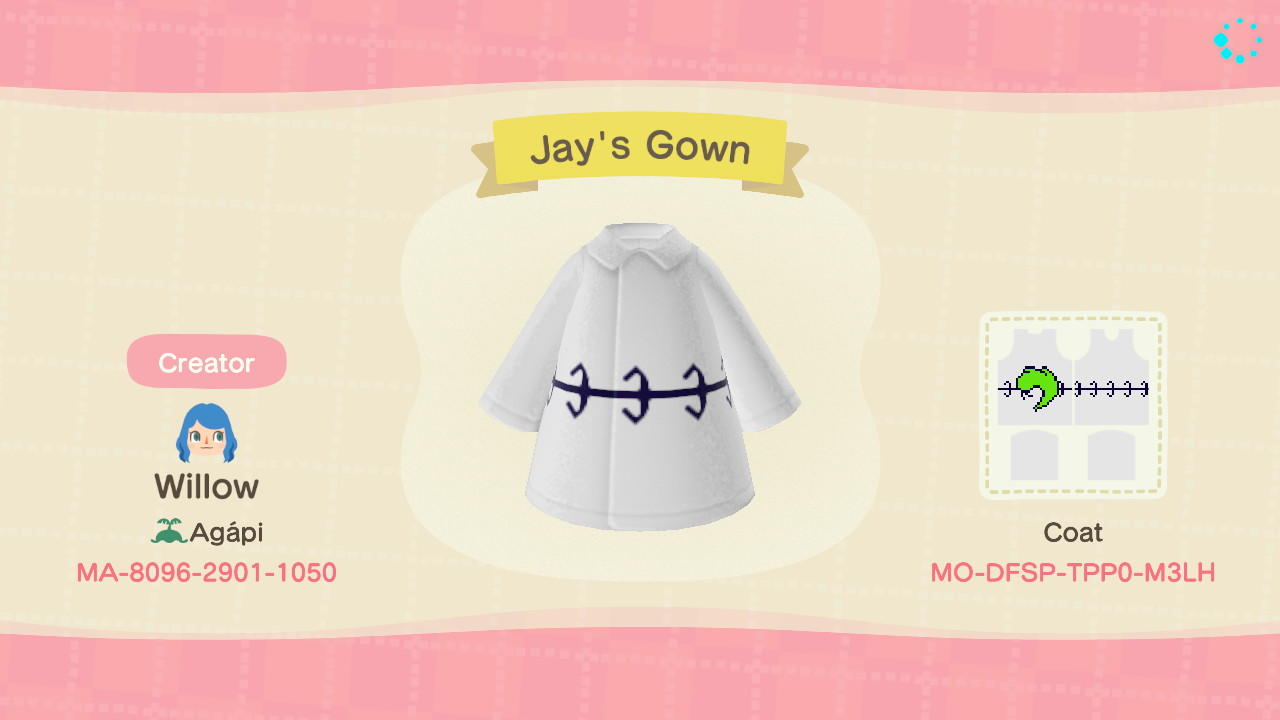 Jay's Gown
Creator
Willow
Agápi
MA-8096-2901-1050
Coat
MO-DFSP-TPP0-M3LH